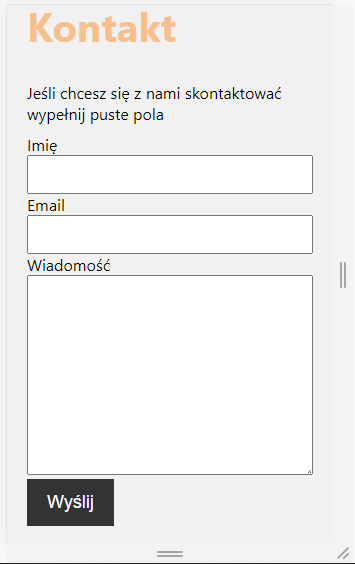 Kontakt
Jeśli chcesz się z nami skontaktować
wypełnij puste pola
Imię
Email
Wiadomość
Wyślij